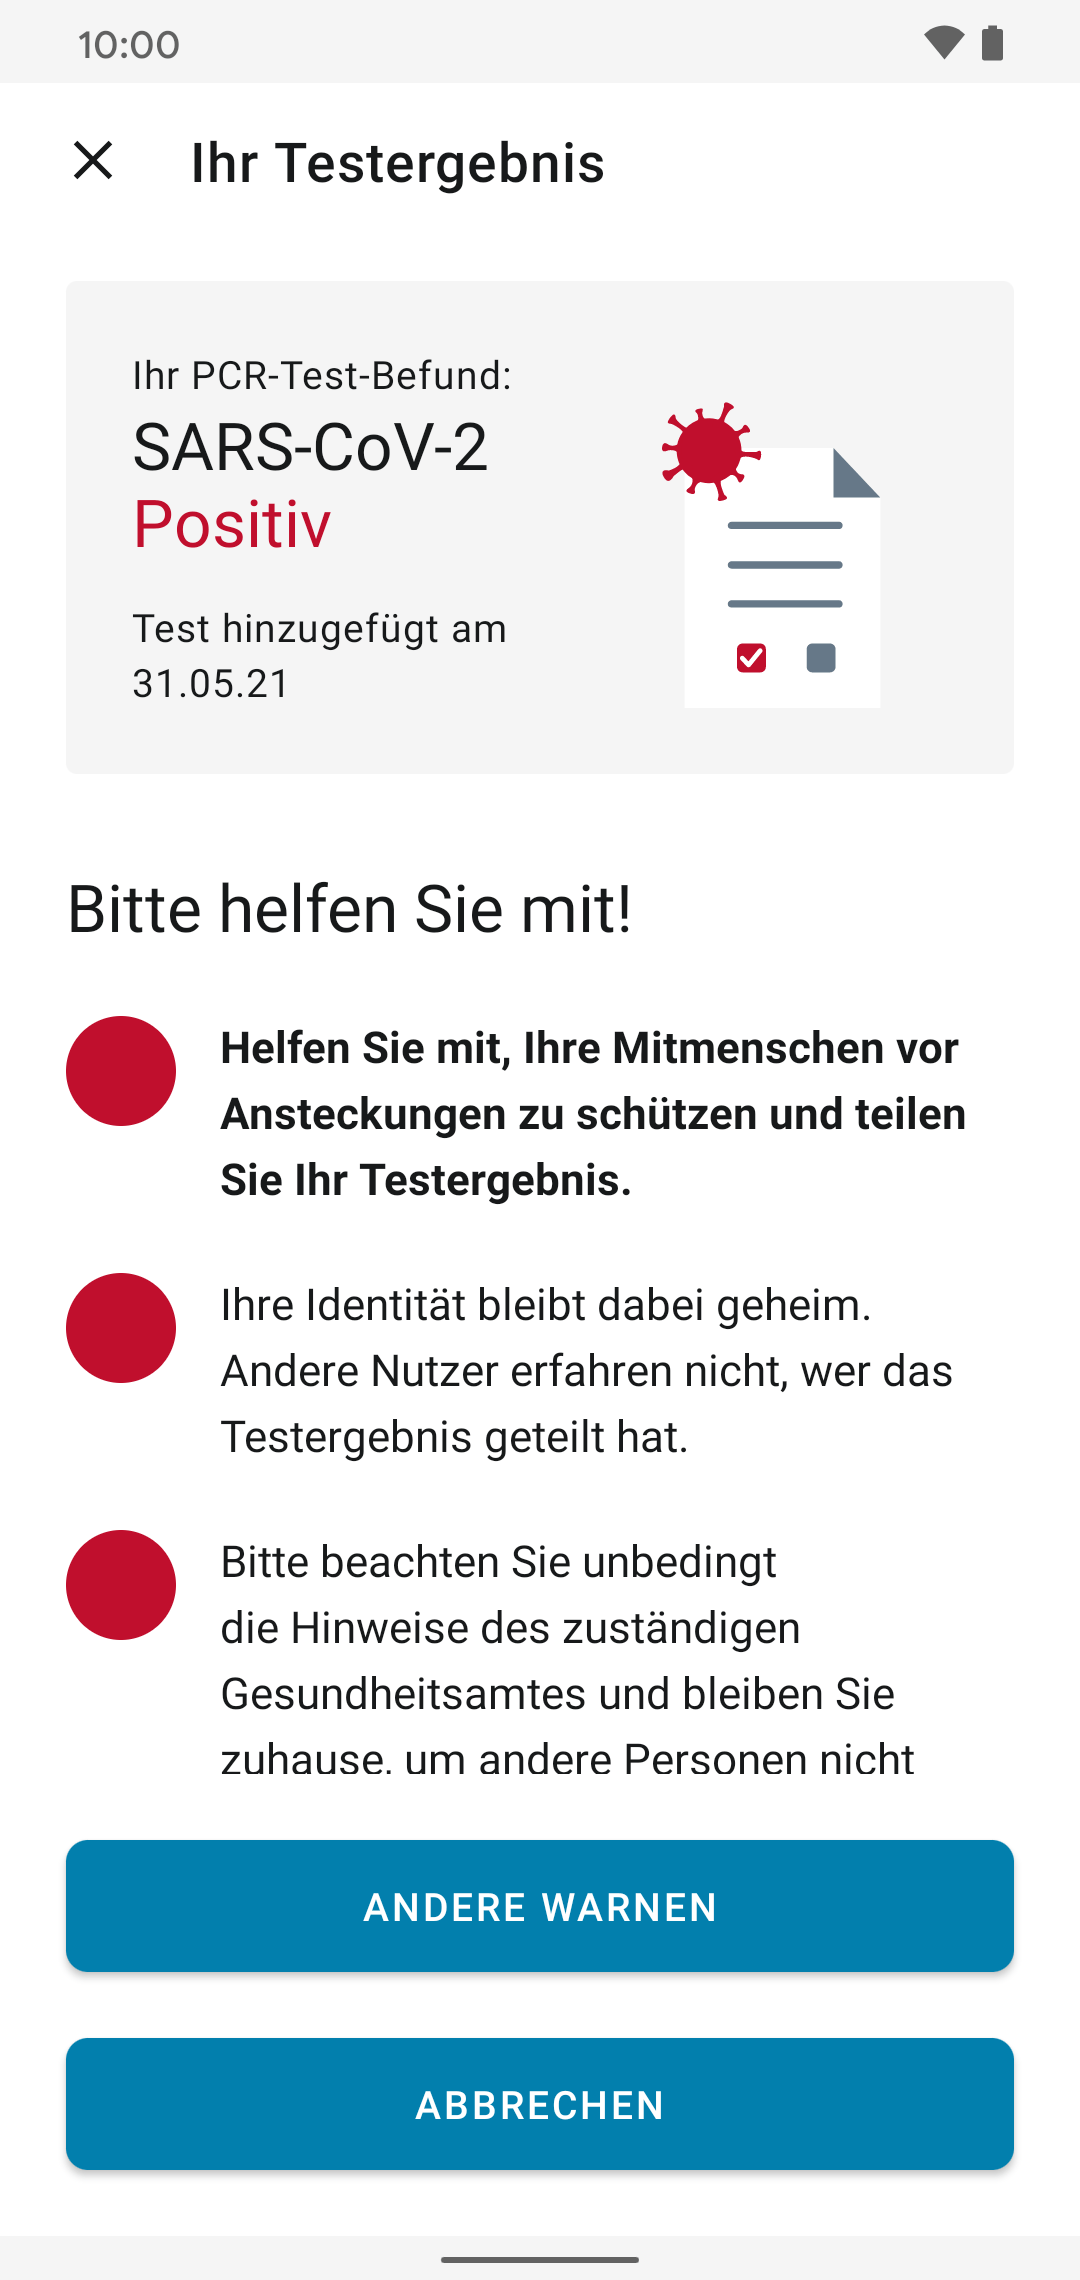 10:00
Ihr Testergebnis
Ihr PCR-Test-Befund:
SARS-CoV-2
Positiv
Test hinzugefügt am
31.05.21
Bitte helfen Sie mit!
Helfen Sie mit, Ihre Mitmenschen vor
Ansteckungen zu schützen und teilen
Sie Ihr Testergebnis.
Ihre Identität bleibt dabei geheim.
Andere Nutzer erfahren nicht, wer das
Testergebnis geteilt hat.
Bitte beachten Sie unbedingt
die Hinweise des zuständigen
Gesundheitsamtes und bleiben Sie
zuhause, um andere Personen nicht
ANDERE WARNEN
ABBRECHEN